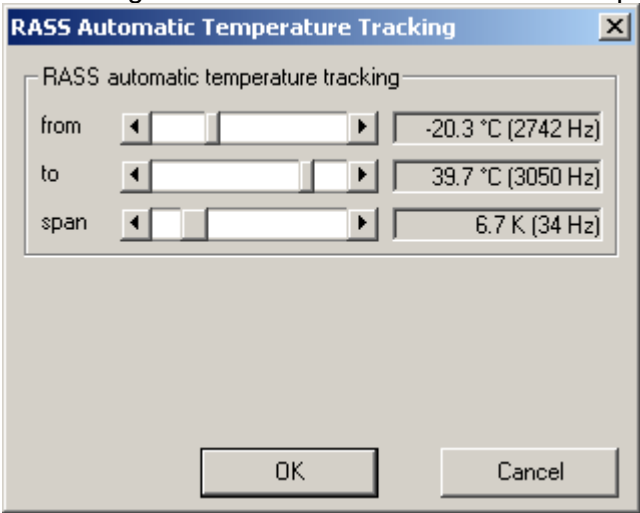 RASS Automatic Temperature Tracking
RASS automatic temperature tracking
from -20.3 °C (2742 Hz)
to 39.7 °C (3050 Hz)
span 6.7 K (34 Hz)
OK Cancel